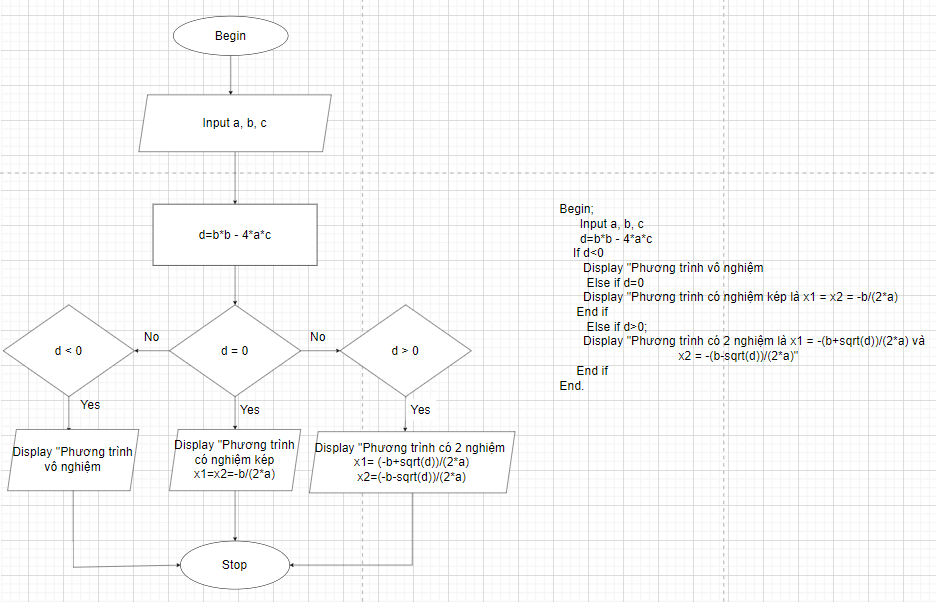 Begin
Input a, b, c
d=b*b - 4*a*c
d < 0
No
d = 0
No
d > 0
Yes
Yes
Yes
Display "Phương trình
vô nghiệm
Display "Phương trình
có nghiệm kép
x1=x2=-b/(2*a)
Display "Phương trình có 2 nghiệm
x1= (-b+sqrt(d))/(2*a)
x2=(-b-sqrt(d))/(2*a)
Stop
Begin;
Input a, b, c
d=b*b - 4*a*c
If d<0
Display "Phương trình vô nghiệm
Else if d=0
Display "Phương trình có nghiệm kép là x1 = x2 = -b/(2*a)
End if
Else if d>0;
Display "Phương trình có 2 nghiệm là x1 = -(b+sqrt(d))/(2*a) và
x2 = -(b-sqrt(d))/(2*a)"
End if
End.